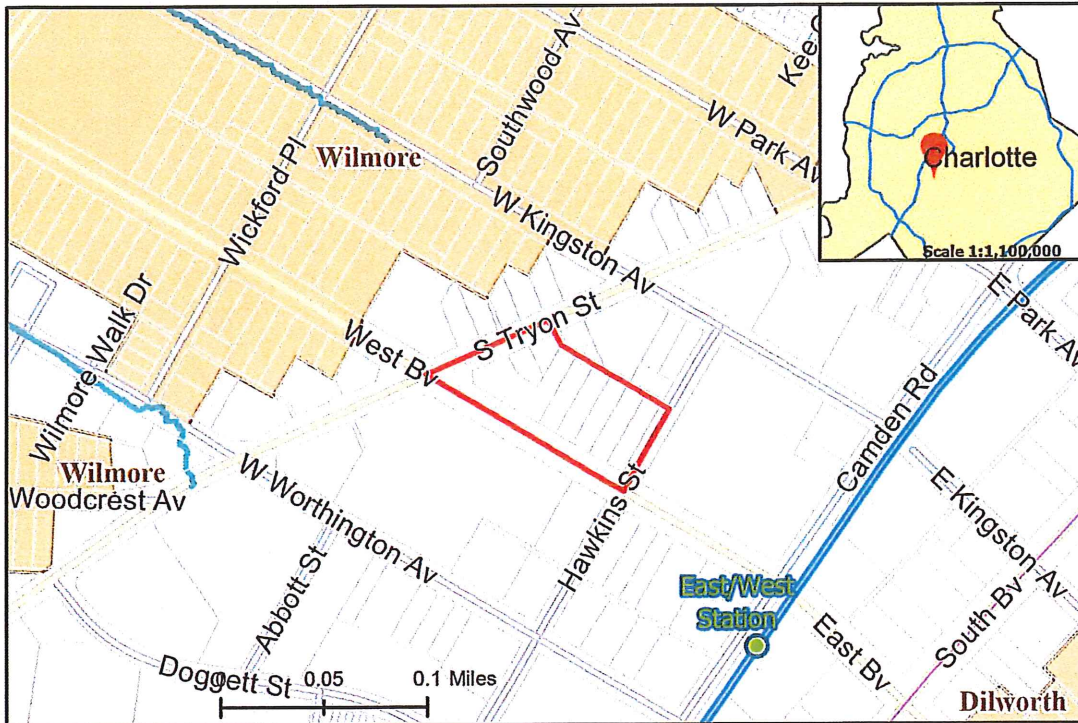 Southwood Av
Kee
W Park Av
Wilmore
Wickford Pl
W Kingston Av
Charlotte
Scale 1:1,100,000
E Park Av
Wilmore Walk Dr
West Bv
S Tryon St
Camden Rd
Wilmore
Woodcrest Av
W Worthington Av
Hawkins St
E Kingston Av
Abbott St
East/West
Station
East Bv
South Bv
Doggett St
0 0.05 0.1 Miles
Dilworth